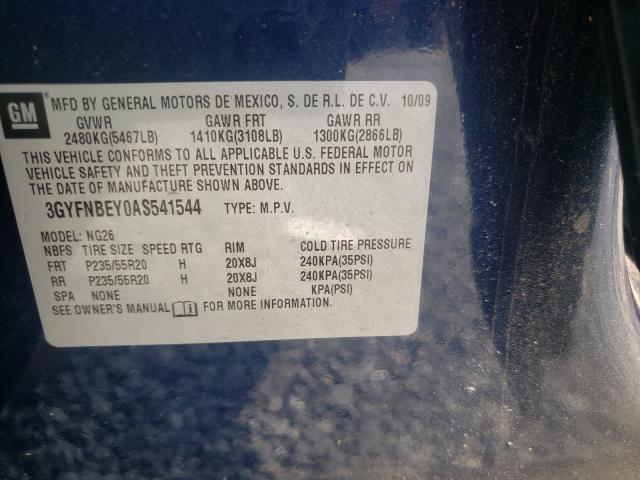 GM
MFD BY GENERAL MOTORS DE MEXICO, S. DE R.L. DE C.V. 10/09
GVWR GAWR FRT GAWR RR
2480KG(5467LB) 1410KG(3108LB) 1300KG(2866LB)
THIS VEHICLE CONFORMS TO ALL APPLICABLE U.S. FEDERAL MOTOR
VEHICLE SAFETY AND THEFT PREVENTION STANDARDS IN EFFECT ON
THE DATE OF MANUFACTURE SHOWN ABOVE.
3GYFNBEY0AS541544 TYPE: M.P.V.
MODEL: NG26
NBFS TIRE SIZE SPEED RTG RIM COLD TIRE PRESSURE
FRT P235/55R20 H 20X8J 240KPA(35PSI)
RR P235/55R20 H 20X8J 240KPA(35PSI)
SPA NONE NONE KPA(PSI)
SEE OWNER'S MANUAL i FOR MORE INFORMATION.